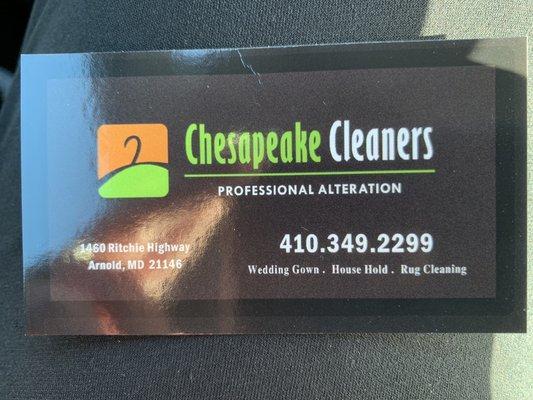 Chesapeake Cleaners
PROFESSIONAL ALTERATION
1460 Ritchie Highway
Arnold, MD 21146
410.349.2299
Wedding Gown . House Hold . Rug Cleaning